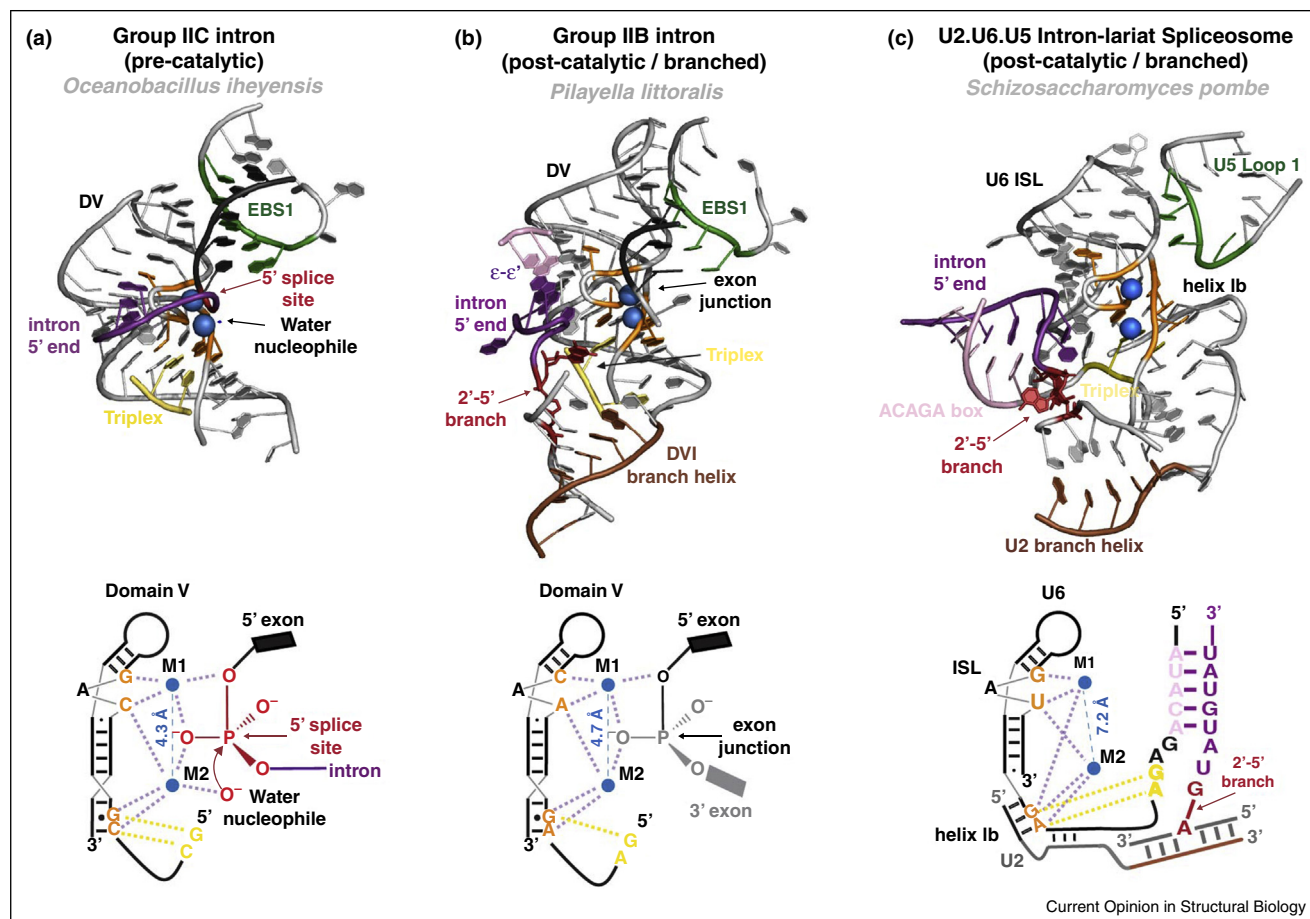 (a)
Group IIC intron
(pre-catalytic)
Oceanobacillus iheyensis
DV
EBS1
5' splice
site
Water
nucleophile
intron
5' end
Triplex
(b)
Group IIB intron
(post-catalytic / branched)
Pilayella littoralis
DV
EBS1
ε-ε'
intron
5' end
exon
junction
Triplex
2'-5'
branch
DVI
branch helix
(c)
U2.U6.U5 Intron-lariat Spliceosome
(post-catalytic / branched)
Schizosaccharomyces pombe
U6 ISL
U5 Loop 1
intron
5' end
helix Ib
ACAGA box
Triplex
2'-5'
branch
U2 branch helix
Domain V
5' exon
M1
G
A
C
O
O–
4.3 Å
–O
P
5' splice
site
O
intron
M2
O–
Water
nucleophile
G
C
5'
G
C
3'
Domain V
5' exon
M1
C
A
A
O
O–
4.7 Å
–O
P
exon
junction
O
M2
3' exon
G
A
5'
G
A
3'
U6
5'
3'
ISL
M1
G
A
U
7.2 Å
M2
A
U
A
C
A
G
G
A
U
A
U
G
U
A
U
G
A
2'-5'
branch
3'
5'
G
A
helix Ib
U2
3'
5'
3'
Current Opinion in Structural Biology